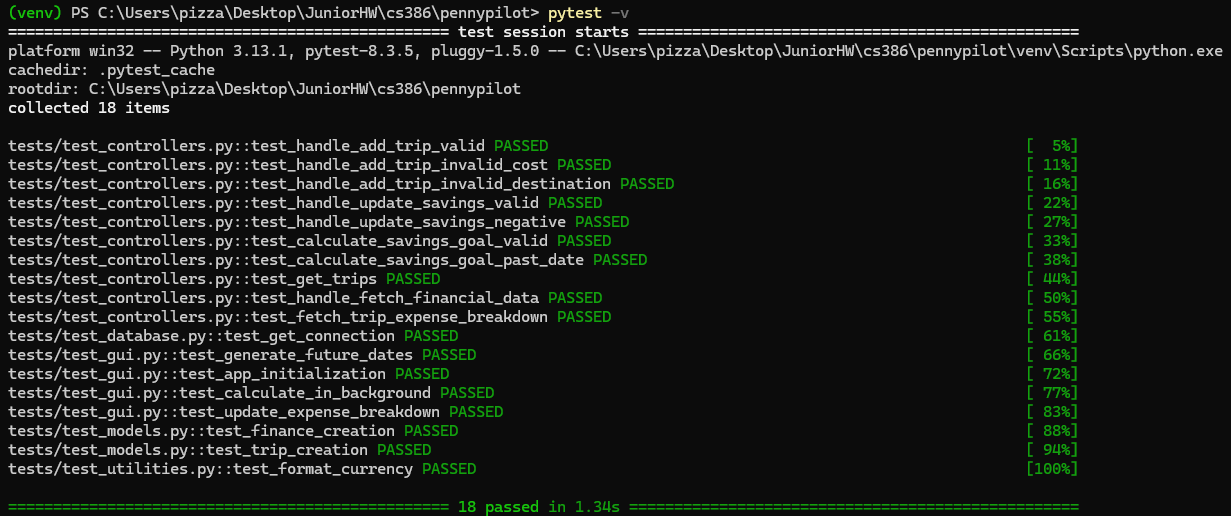 (venv) PS C:\Users\pizza\Desktop\JuniorHW\cs386\pennypilot> pytest -v
================================================= test session starts =================================================
platform win32 -- Python 3.13.1, pytest-8.3.5, pluggy-1.5.0 -- C:\Users\pizza\Desktop\JuniorHW\cs386\pennypilot\venv\Scripts\python.exe
cachedir: .pytest_cache
rootdir: C:\Users\pizza\Desktop\JuniorHW\cs386\pennypilot
collected 18 items
tests/test_controllers.py::test_handle_add_trip_valid PASSED [  5%]
tests/test_controllers.py::test_handle_add_trip_invalid_cost PASSED [ 11%]
tests/test_controllers.py::test_handle_add_trip_invalid_destination PASSED [ 16%]
tests/test_controllers.py::test_handle_update_savings_valid PASSED [ 22%]
tests/test_controllers.py::test_handle_update_savings_negative PASSED [ 27%]
tests/test_controllers.py::test_calculate_savings_goal_valid PASSED [ 33%]
tests/test_controllers.py::test_calculate_savings_goal_past_date PASSED [ 38%]
tests/test_controllers.py::test_get_trips PASSED [ 44%]
tests/test_controllers.py::test_handle_fetch_financial_data PASSED [ 50%]
tests/test_controllers.py::test_fetch_trip_expense_breakdown PASSED [ 55%]
tests/test_database.py::test_get_connection PASSED [ 61%]
tests/test_gui.py::test_generate_future_dates PASSED [ 66%]
tests/test_gui.py::test_app_initialization PASSED [ 72%]
tests/test_gui.py::test_calculate_in_background PASSED [ 77%]
tests/test_gui.py::test_update_expense_breakdown PASSED [ 83%]
tests/test_models.py::test_finance_creation PASSED [ 88%]
tests/test_models.py::test_trip_creation PASSED [ 94%]
tests/test_utilities.py::test_format_currency PASSED [100%]
================================================= 18 passed in 1.34s ==================================================